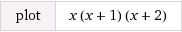 plot x (x + 1) (x + 2)